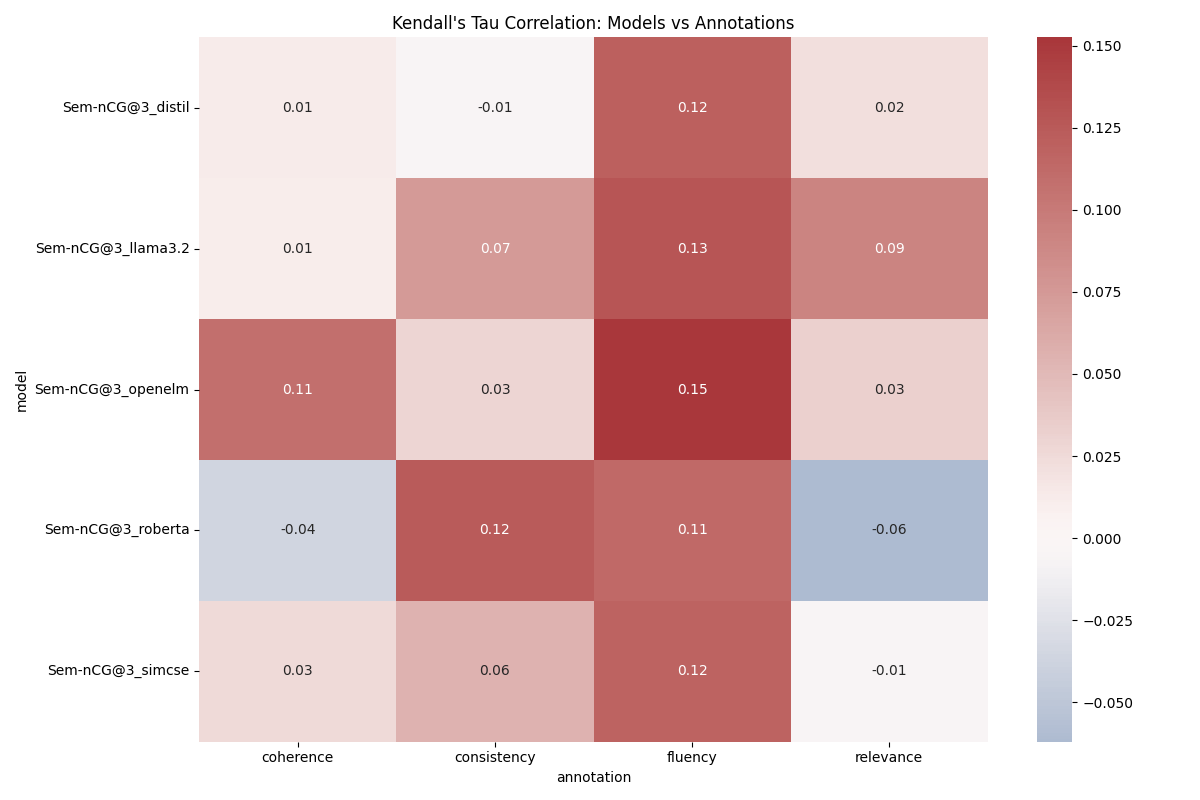 Kendall's Tau Correlation: Models vs Annotations
Sem-nCG@3_distil 0.01 -0.01 0.12 0.02
Sem-nCG@3_llama3.2 0.01 0.07 0.13 0.09
Sem-nCG@3_openelm 0.11 0.03 0.15 0.03
Sem-nCG@3_roberta -0.04 0.12 0.11 -0.06
Sem-nCG@3_simcse 0.03 0.06 0.12 -0.01
model
coherence consistency fluency relevance
annotation
0.150
0.125
0.100
0.075
0.050
0.025
0.000
−0.025
−0.050